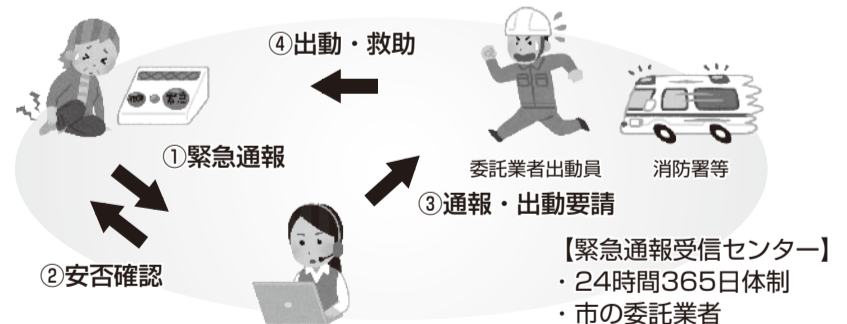 ④出動・救助
①緊急通報
委託業者出動員
消防署等
③通報・出動要請
②安否確認
【緊急通報受信センター】
・24時間365日体制
・市の委託業者